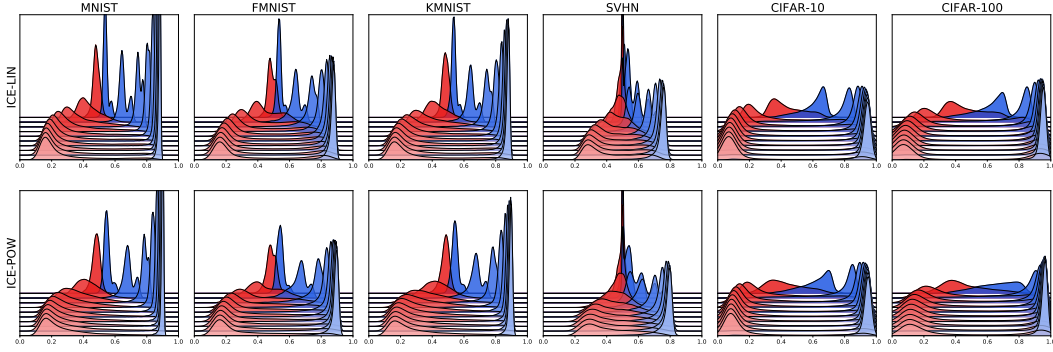 MNIST FMNIST KMNIST SVHN CIFAR-10 CIFAR-100
ICE-LIN
0.0 0.2 0.4 0.6 0.8 1.0 0.0 0.2 0.4 0.6 0.8 1.0 0.0 0.2 0.4 0.6 0.8 1.0 0.0 0.2 0.4 0.6 0.8 1.0 0.0 0.2 0.4 0.6 0.8 1.0 0.0 0.2 0.4 0.6 0.8 1.0
ICE-POW
0.0 0.2 0.4 0.6 0.8 1.0 0.0 0.2 0.4 0.6 0.8 1.0 0.0 0.2 0.4 0.6 0.8 1.0 0.0 0.2 0.4 0.6 0.8 1.0 0.0 0.2 0.4 0.6 0.8 1.0 0.0 0.2 0.4 0.6 0.8 1.0